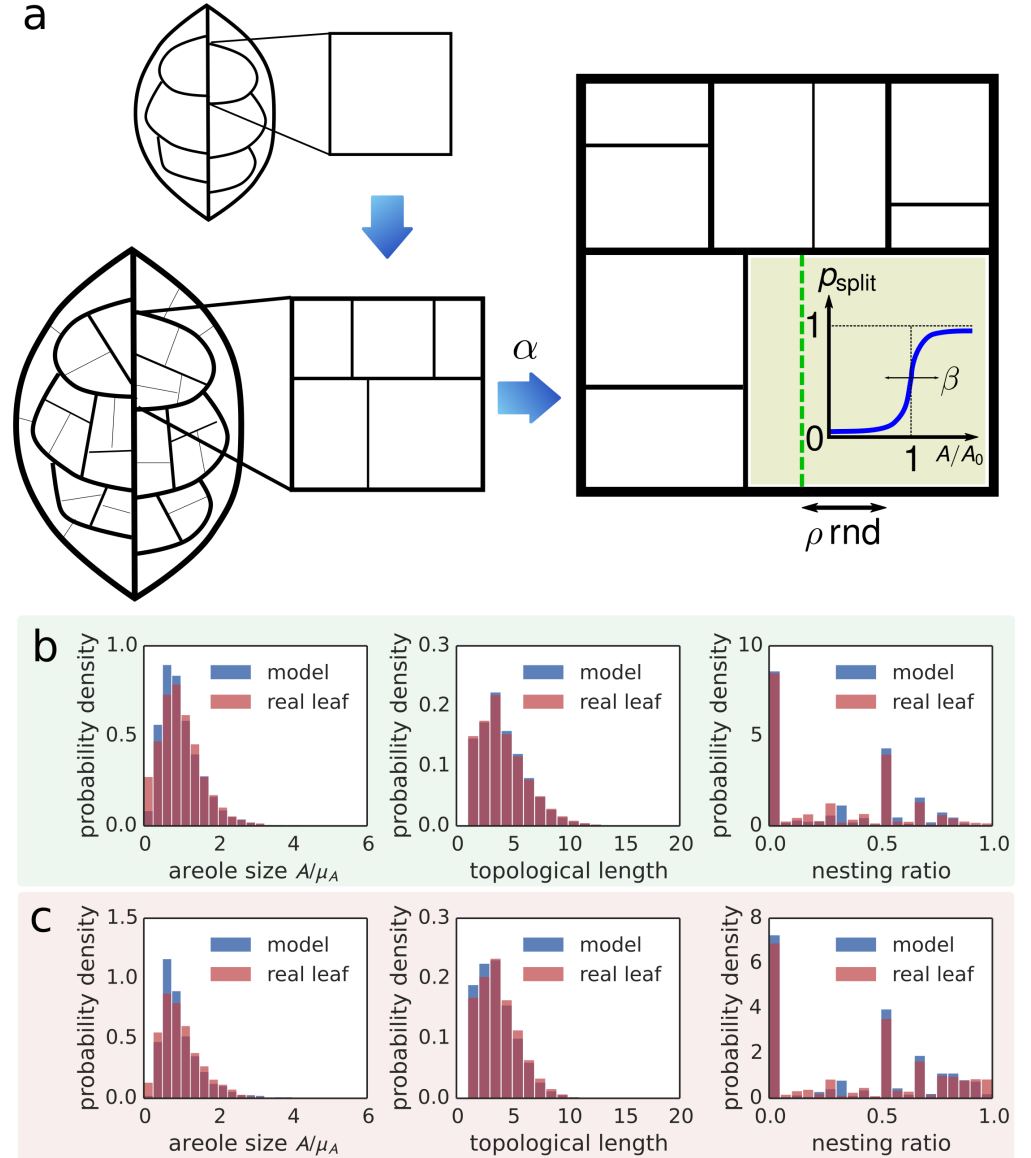 a
α
p_split
1
0
β
1
A/A₀
ρ rnd
b
probability density
1.0
0.5
0.0
0 2 4 6
areole size A/μ_A
model
real leaf
probability density
0.3
0.2
0.1
0.0
0 5 10 15 20
topological length
model
real leaf
probability density
10
5
0
0.0 0.5 1.0
nesting ratio
model
real leaf
c
probability density
1.5
1.0
0.5
0.0
0 2 4 6
areole size A/μ_A
model
real leaf
probability density
0.3
0.2
0.1
0.0
0 5 10 15 20
topological length
model
real leaf
probability density
8
6
4
2
0
0.0 0.5 1.0
nesting ratio
model
real leaf